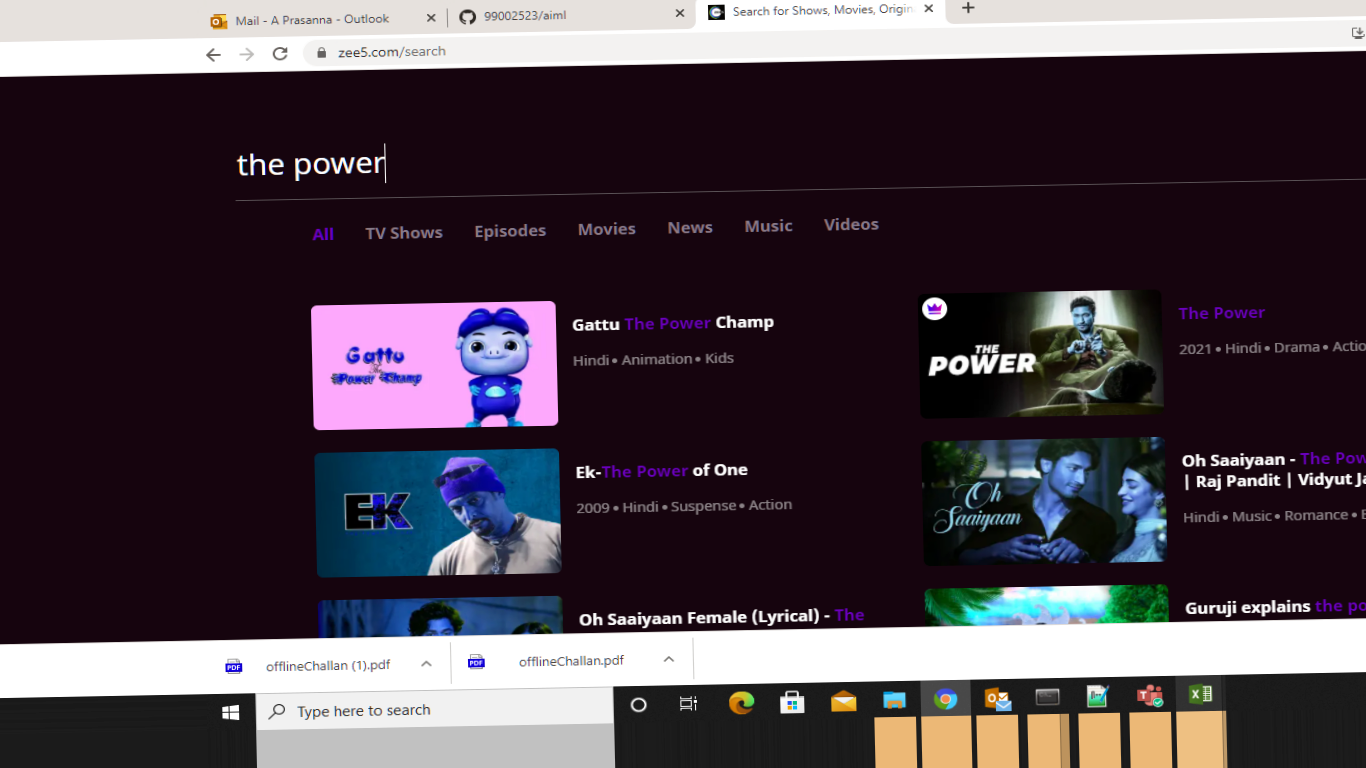 Mail - A Prasanna - Outlook
99002523/aiml
Search for Shows, Movies, Origin
zee5.com/search
the power
All TV Shows Episodes Movies News Music Videos
Gattu The Power Champ
Gattu The Power Champ
Hindi • Animation • Kids
THE POWER
The Power
2021 • Hindi • Drama • Actio
EK
Ek-The Power of One
2009 • Hindi • Suspense • Action
Oh Saaiyaan
Oh Saaiyaan - The Pow
| Raj Pandit | Vidyut Ja
Hindi • Music • Romance • E
Oh Saaiyaan Female (Lyrical) - The
Guruji explains the po
PDF offlineChallan (1).pdf
PDF offlineChallan.pdf
Type here to search